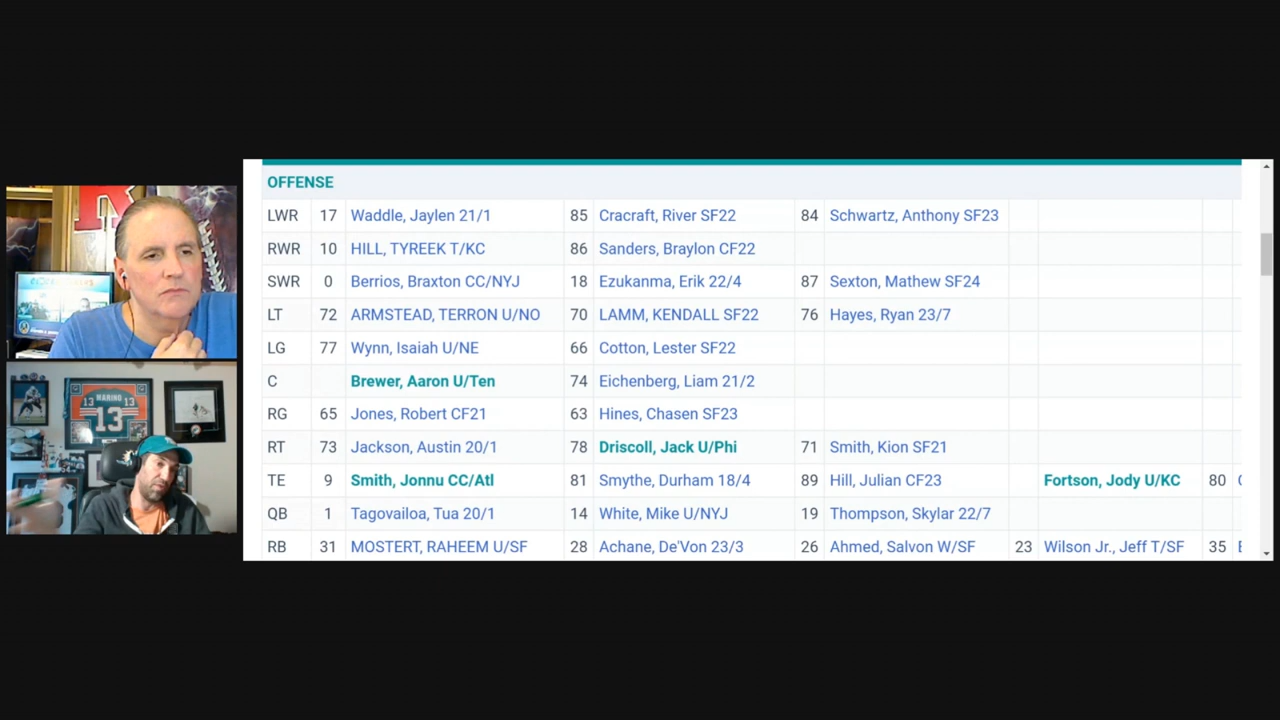 OFFENSE
LWR 17 Waddle, Jaylen 21/1 85 Cracraft, River SF22 84 Schwartz, Anthony SF23
RWR 10 HILL, TYREEK T/KC 86 Sanders, Braylon CF22
SWR 0 Berrios, Braxton CC/NYJ 18 Ezukanma, Erik 22/4 87 Sexton, Mathew SF24
LT 72 ARMSTEAD, TERRON U/NO 70 LAMM, KENDALL SF22 76 Hayes, Ryan 23/7
LG 77 Wynn, Isaiah U/NE 66 Cotton, Lester SF22
C Brewer, Aaron U/Ten 74 Eichenberg, Liam 21/2
RG 65 Jones, Robert CF21 63 Hines, Chasen SF23
RT 73 Jackson, Austin 20/1 78 Driscoll, Jack U/Phi 71 Smith, Kion SF21
TE 9 Smith, Jonnu CC/Atl 81 Smythe, Durham 18/4 89 Hill, Julian CF23 Fortson, Jody U/KC 80
QB 1 Tagovailoa, Tua 20/1 14 White, Mike U/NYJ 19 Thompson, Skylar 22/7
RB 31 MOSTERT, RAHEEM U/SF 28 Achane, De'Von 23/3 26 Ahmed, Salvon W/SF 23 Wilson Jr., Jeff T/SF 35
R
MARINO
13 13
13